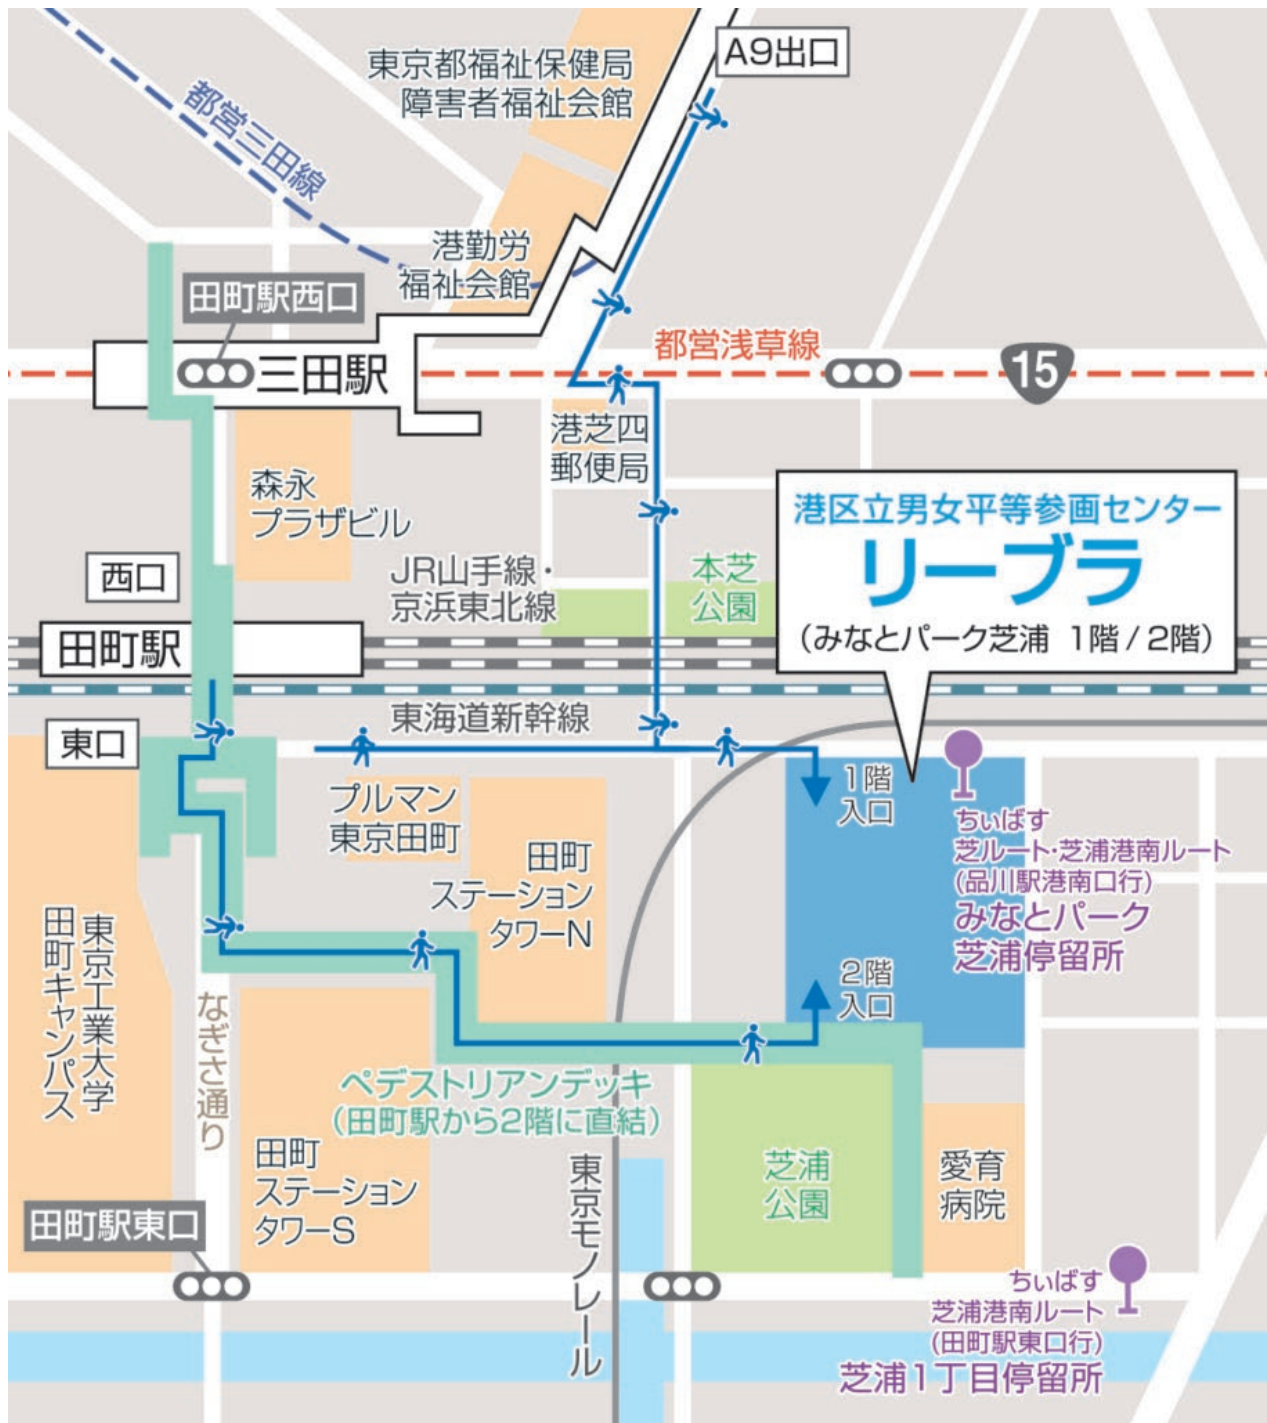 A9出口
東京都福祉保健局
障害者福祉会館
都営三田線
港勤労
福祉会館
田町駅西口
三田駅
都営浅草線
15
港芝四
郵便局
森永
プラザビル
港区立男女平等参画センター
リーブラ
(みなとパーク芝浦 1階/2階)
西口
JR山手線・
京浜東北線
本芝
公園
田町駅
東海道新幹線
東口
プルマン
東京田町
田町
ステーション
タワーN
1階
入口
ちぃばす
芝ルート・芝浦港南ルート
(品川駅港南口行)
みなとパーク
芝浦停留所
2階
入口
東京工業大学
田町キャンパス
なぎさ通り
ペデストリアンデッキ
(田町駅から2階に直結)
田町
ステーション
タワーS
東京モノレール
芝浦
公園
愛育
病院
田町駅東口
ちぃばす
芝浦港南ルート
(田町駅東口行)
芝浦1丁目停留所